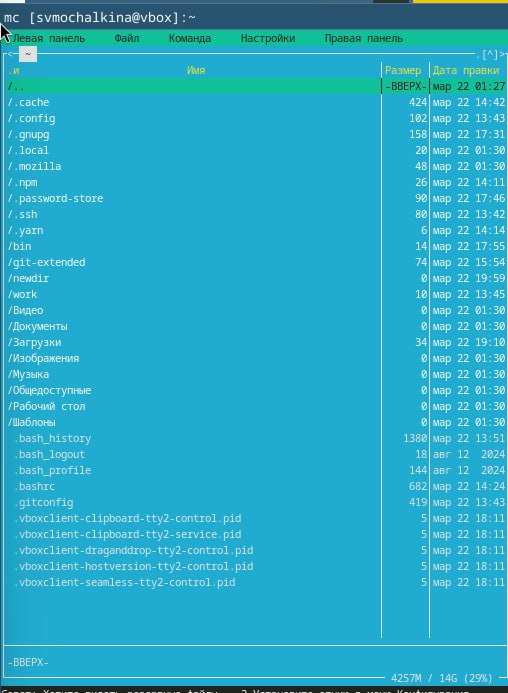 mc [svmochalkina@vbox]:~
Левая панель Файл Команда Настройки Правая панель
<─ ~ .[^]>
.и Имя Размер Дата правки
/.. -ВВЕРХ- мар 22 01:27
/.cache 424 мар 22 14:42
/.config 102 мар 22 13:43
/.gnupg 158 мар 22 17:31
/.local 20 мар 22 01:30
/.mozilla 48 мар 22 01:30
/.npm 26 мар 22 14:11
/.password-store 90 мар 22 17:46
/.ssh 80 мар 22 13:42
/.yarn 6 мар 22 14:14
/bin 14 мар 22 17:55
/git-extended 74 мар 22 15:54
/newdir 0 мар 22 19:59
/work 10 мар 22 13:45
/Видео 0 мар 22 01:30
/Документы 0 мар 22 01:30
/Загрузки 34 мар 22 19:10
/Изображения 0 мар 22 01:30
/Музыка 0 мар 22 01:30
/Общедоступные 0 мар 22 01:30
/Рабочий стол 0 мар 22 01:30
/Шаблоны 0 мар 22 01:30
.bash_history 1380 мар 22 13:51
.bash_logout 18 авг 12 2024
.bash_profile 144 авг 12 2024
.bashrc 682 мар 22 14:24
.gitconfig 419 мар 22 13:43
.vboxclient-clipboard-tty2-control.pid 5 мар 22 18:11
.vboxclient-clipboard-tty2-service.pid 5 мар 22 18:11
.vboxclient-draganddrop-tty2-control.pid 5 мар 22 18:11
.vboxclient-hostversion-tty2-control.pid 5 мар 22 18:11
.vboxclient-seamless-tty2-control.pid 5 мар 22 18:11
-ВВЕРХ-
4257M / 14G (29%)